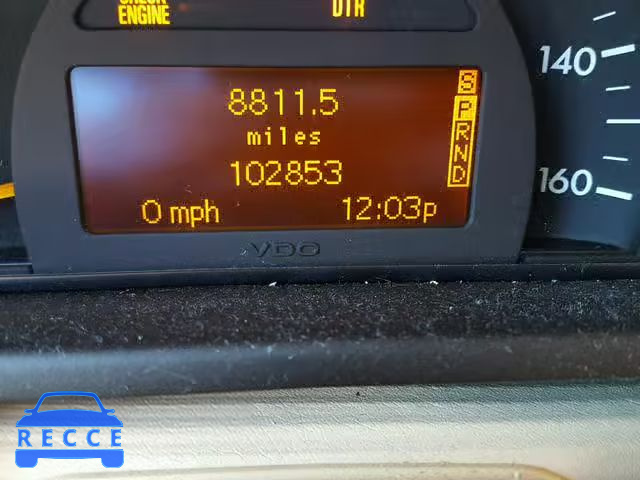 CHECK
ENGINE
DTR
8811.5
miles
102853
0 mph
12:03p
S
P
R
N
D
140
160
VDO
RECCE